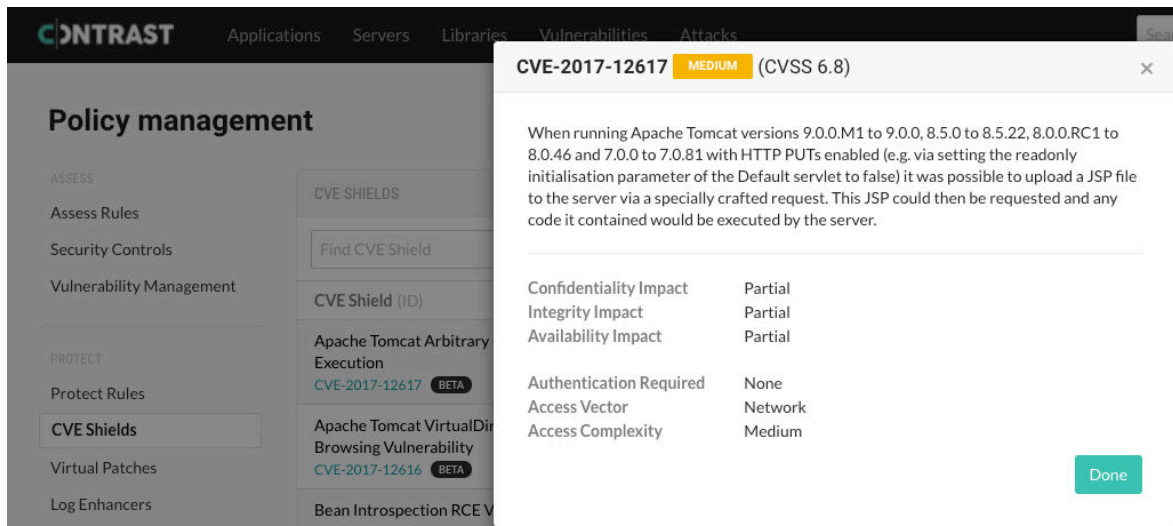 CONTRAST
Applications Servers Libraries Vulnerabilities Attacks
Sea
Policy management
ASSESS
Assess Rules
Security Controls
Vulnerability Management
PROTECT
Protect Rules
CVE Shields
Virtual Patches
Log Enhancers
CVE SHIELDS
Find CVE Shield
CVE Shield (ID)
Apache Tomcat Arbitrary
Execution
CVE-2017-12617 BETA
Apache Tomcat VirtualDir
Browsing Vulnerability
CVE-2017-12616 BETA
Bean Introspection RCE V
CVE-2017-12617 MEDIUM (CVSS 6.8) ×
When running Apache Tomcat versions 9.0.0.M1 to 9.0.0, 8.5.0 to 8.5.22, 8.0.0.RC1 to
8.0.46 and 7.0.0 to 7.0.81 with HTTP PUTs enabled (e.g. via setting the readonly
initialisation parameter of the Default servlet to false) it was possible to upload a JSP file
to the server via a specially crafted request. This JSP could then be requested and any
code it contained would be executed by the server.
Confidentiality Impact Partial
Integrity Impact Partial
Availability Impact Partial
Authentication Required None
Access Vector Network
Access Complexity Medium
Done